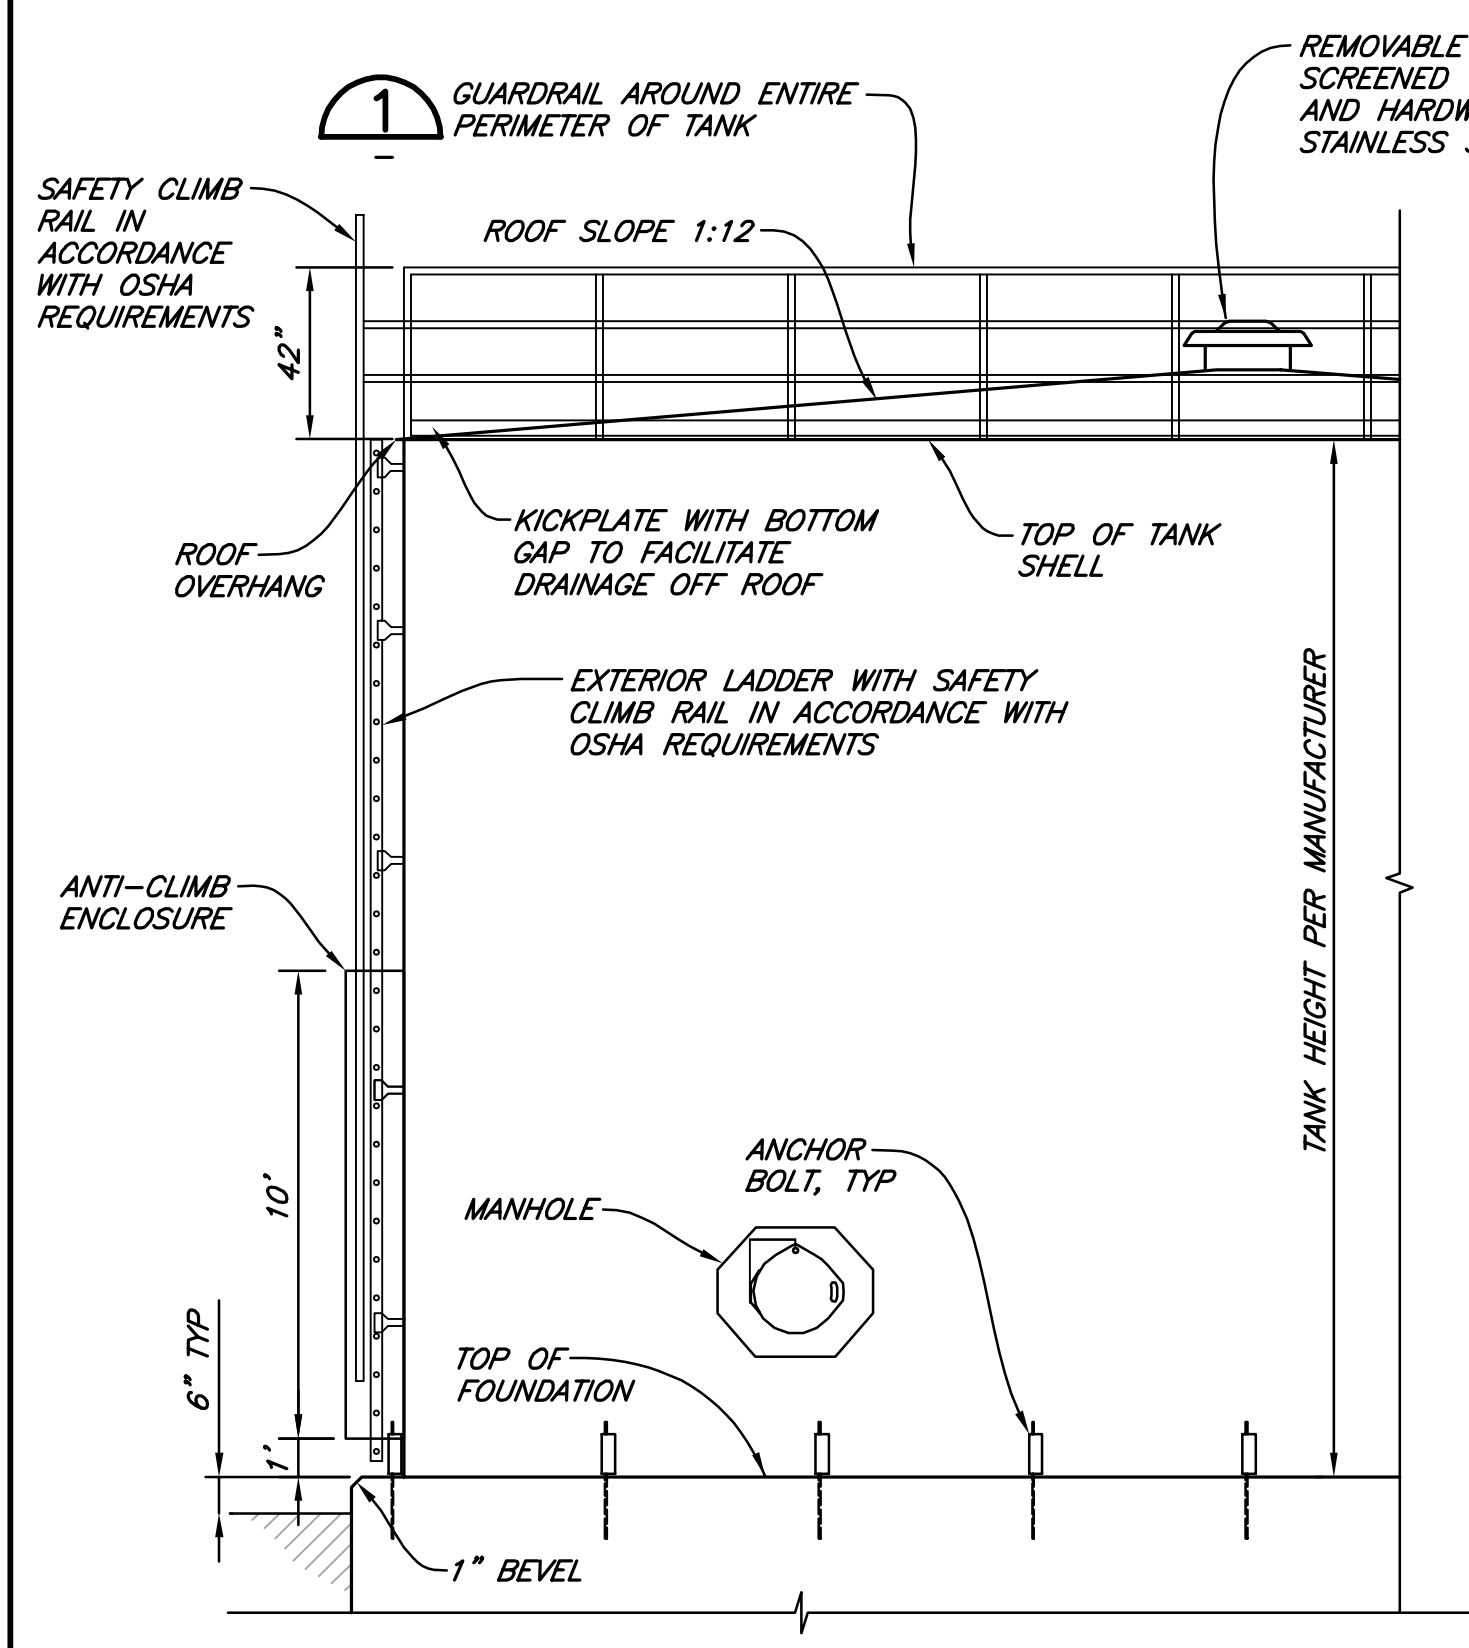 1
GUARDRAIL AROUND ENTIRE
PERIMETER OF TANK
REMOVABLE
SCREENED
AND HARDW
STAINLESS
SAFETY CLIMB
RAIL IN
ACCORDANCE
WITH OSHA
REQUIREMENTS
ROOF SLOPE 1:12
42"
ROOF
OVERHANG
KICKPLATE WITH BOTTOM
GAP TO FACILITATE
DRAINAGE OFF ROOF
TOP OF TANK
SHELL
EXTERIOR LADDER WITH SAFETY
CLIMB RAIL IN ACCORDANCE WITH
OSHA REQUIREMENTS
TANK HEIGHT PER MANUFACTURER
ANTI-CLIMB
ENCLOSURE
10'
ANCHOR
BOLT, TYP
MANHOLE
6" TYP
TOP OF
FOUNDATION
1'
1" BEVEL